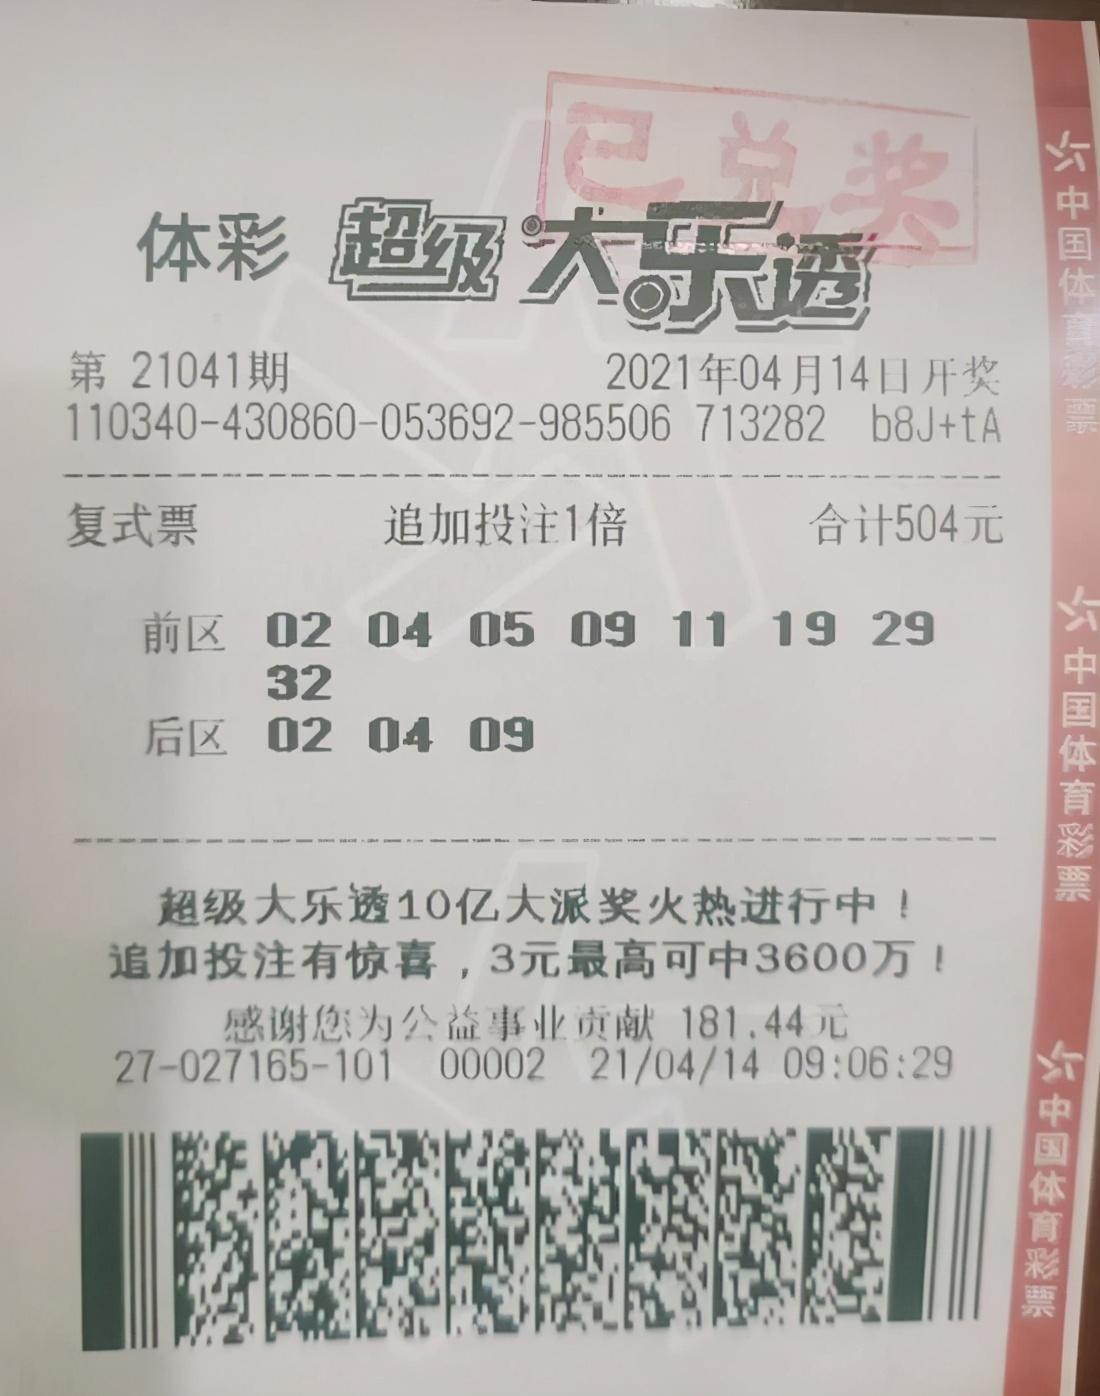 已兑奖
体彩 超级大乐透
第 21041期 2021年04月14日开奖
110340-430860-053692-985506 713282 b8J+tA
复式票 追加投注1倍 合计504元
前区 02 04 05 09 11 19 29
32
后区 02 04 09
超级大乐透10亿大派奖火热进行中！
追加投注有惊喜，3元最高可中3600万！
感谢您为公益事业贡献 181.44元
27-027165-101 00002 21/04/14 09:06:29
中国体育彩票
中国体育彩票
中国体育彩票